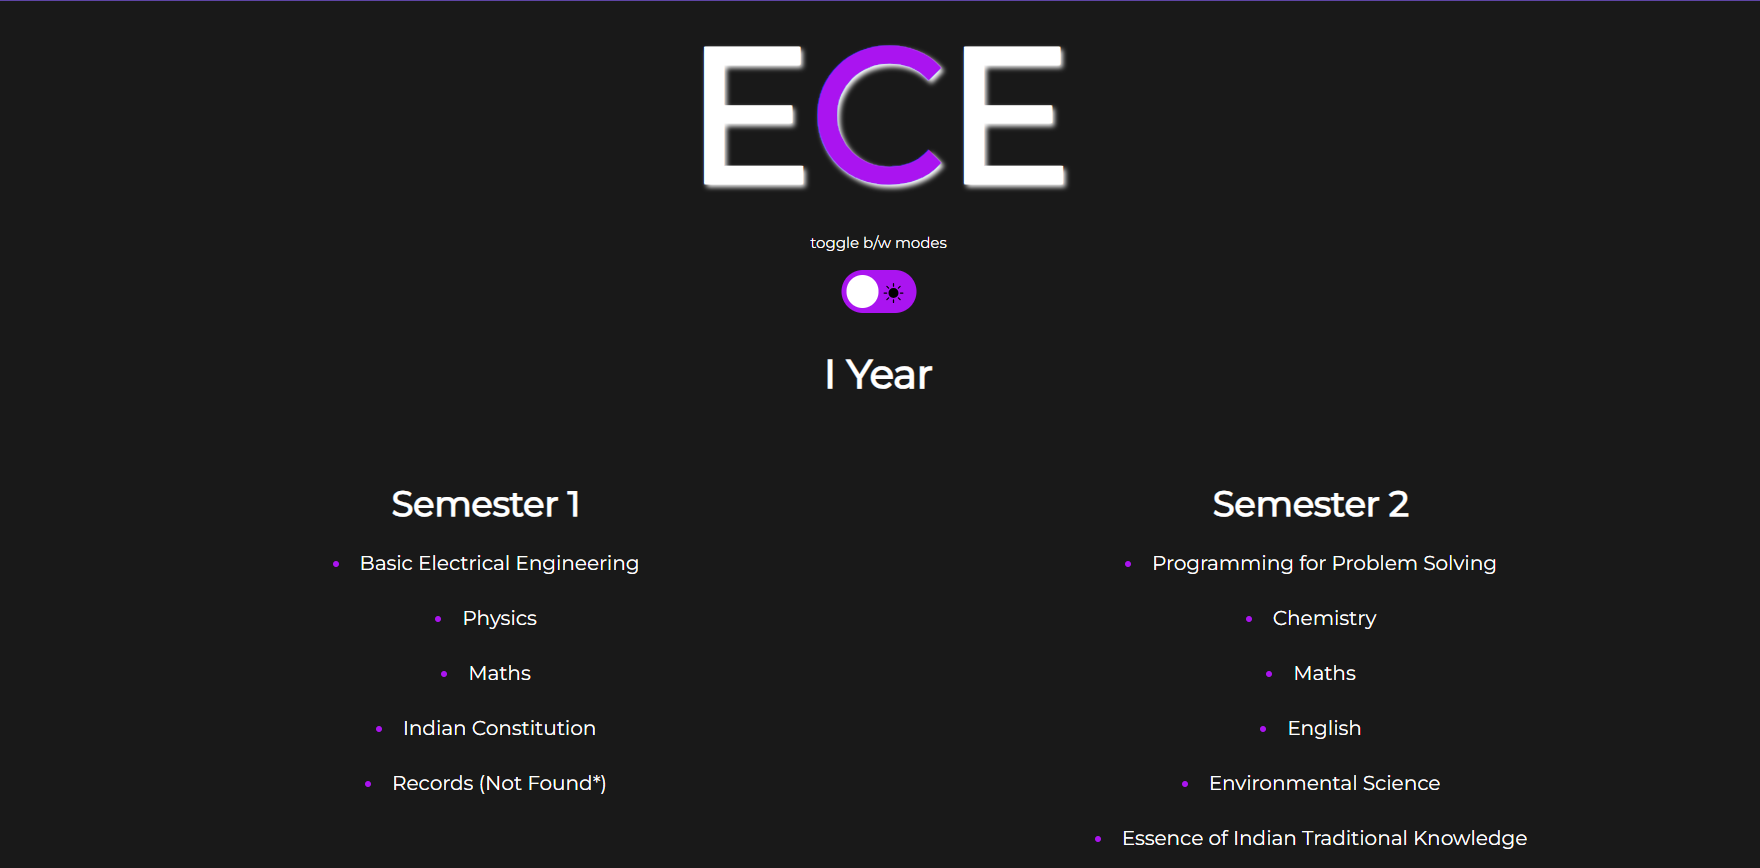 ECE
toggle b/w modes
I Year
Semester 1
• Basic Electrical Engineering
• Physics
• Maths
• Indian Constitution
• Records (Not Found*)
Semester 2
• Programming for Problem Solving
• Chemistry
• Maths
• English
• Environmental Science
• Essence of Indian Traditional Knowledge